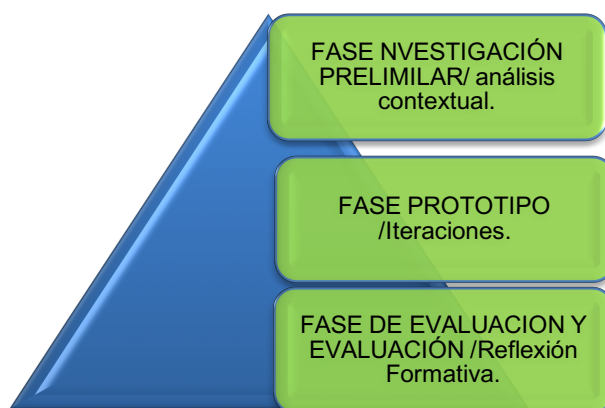 FASE NVESTIGACIÓN
PRELIMILAR/ análisis
contextual.
FASE PROTOTIPO
/Iteraciones.
FASE DE EVALUACION Y
EVALUACIÓN /Reflexión
Formativa.